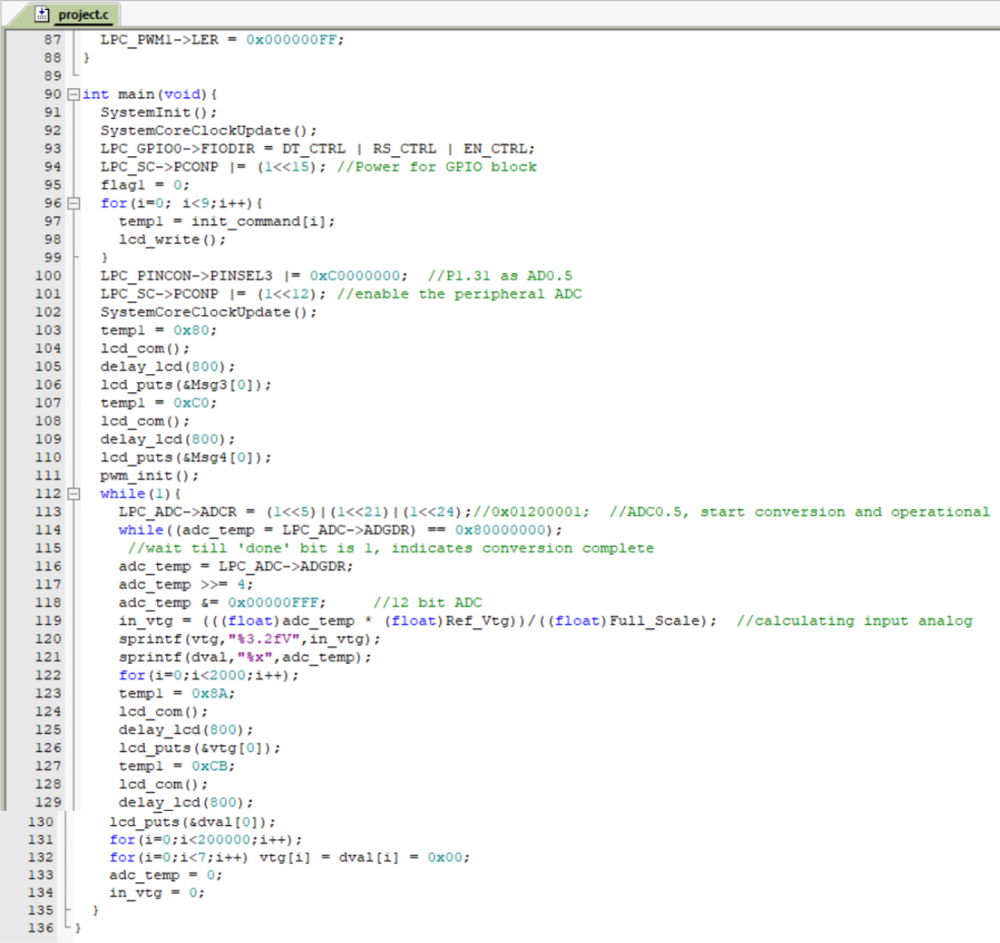 project.c
87 LPC_PWM1->LER = 0x000000FF;
88 }
89
90 int main(void){
91 SystemInit();
92 SystemCoreClockUpdate();
93 LPC_GPIO0->FIODIR = DT_CTRL | RS_CTRL | EN_CTRL;
94 LPC_SC->PCONP |= (1<<15); //Power for GPIO block
95 flag1 = 0;
96 for(i=0; i<9;i++){
97 temp1 = init_command[i];
98 lcd_write();
99 }
100 LPC_PINCON->PINSEL3 |= 0xC0000000; //P1.31 as AD0.5
101 LPC_SC->PCONP |= (1<<12); //enable the peripheral ADC
102 SystemCoreClockUpdate();
103 temp1 = 0x80;
104 lcd_com();
105 delay_lcd(800);
106 lcd_puts(&Msg3[0]);
107 temp1 = 0xC0;
108 lcd_com();
109 delay_lcd(800);
110 lcd_puts(&Msg4[0]);
111 pwm_init();
112 while(1){
113 LPC_ADC->ADCR = (1<<5)|(1<<21)|(1<<24);//0x01200001; //ADC0.5, start conversion and operational
114 while((adc_temp = LPC_ADC->ADGDR) == 0x80000000);
115 //wait till 'done' bit is 1, indicates conversion complete
116 adc_temp = LPC_ADC->ADGDR;
117 adc_temp >>= 4;
118 adc_temp &= 0x00000FFF; //12 bit ADC
119 in_vtg = (((float)adc_temp * (float)Ref_Vtg))/((float)Full_Scale); //calculating input analog
120 sprintf(vtg,"%3.2fV",in_vtg);
121 sprintf(dval,"%x",adc_temp);
122 for(i=0;i<2000;i++);
123 temp1 = 0x8A;
124 lcd_com();
125 delay_lcd(800);
126 lcd_puts(&vtg[0]);
127 temp1 = 0xCB;
128 lcd_com();
129 delay_lcd(800);
130 lcd_puts(&dval[0]);
131 for(i=0;i<200000;i++);
132 for(i=0;i<7;i++) vtg[i] = dval[i] = 0x00;
133 adc_temp = 0;
134 in_vtg = 0;
135 }
136 }